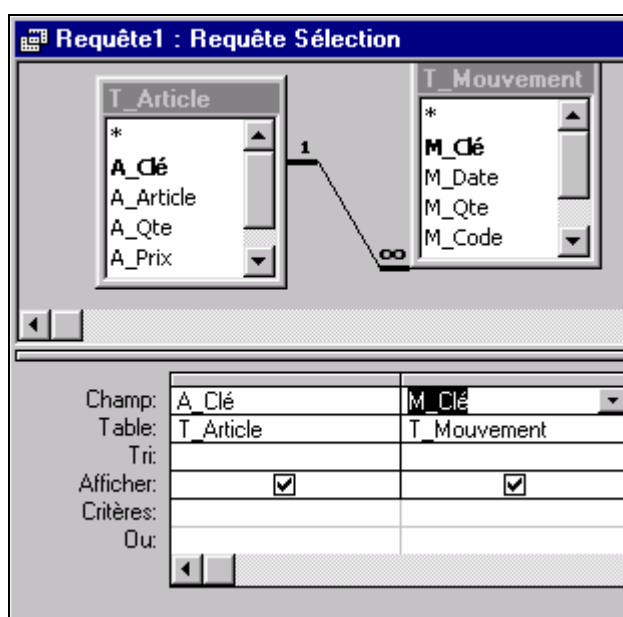 Requête1 : Requête Sélection
T_Article
*
A_Clé
A_Article
A_Qte
A_Prix
1
∞
T_Mouvement
*
M_Clé
M_Date
M_Qte
M_Code
Champ: A_Clé M_Clé
Table: T_Article T_Mouvement
Tri:
Afficher:
Critères:
Ou: